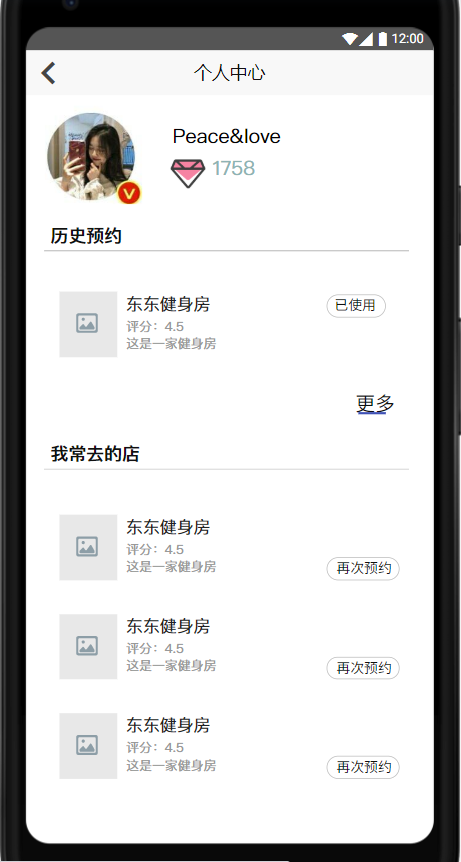 12:00
个人中心
Peace&love
1758
V
历史预约
东东健身房
已使用
评分：4.5
这是一家健身房
更多
我常去的店
东东健身房
评分：4.5
这是一家健身房
再次预约
东东健身房
评分：4.5
这是一家健身房
再次预约
东东健身房
评分：4.5
这是一家健身房
再次预约